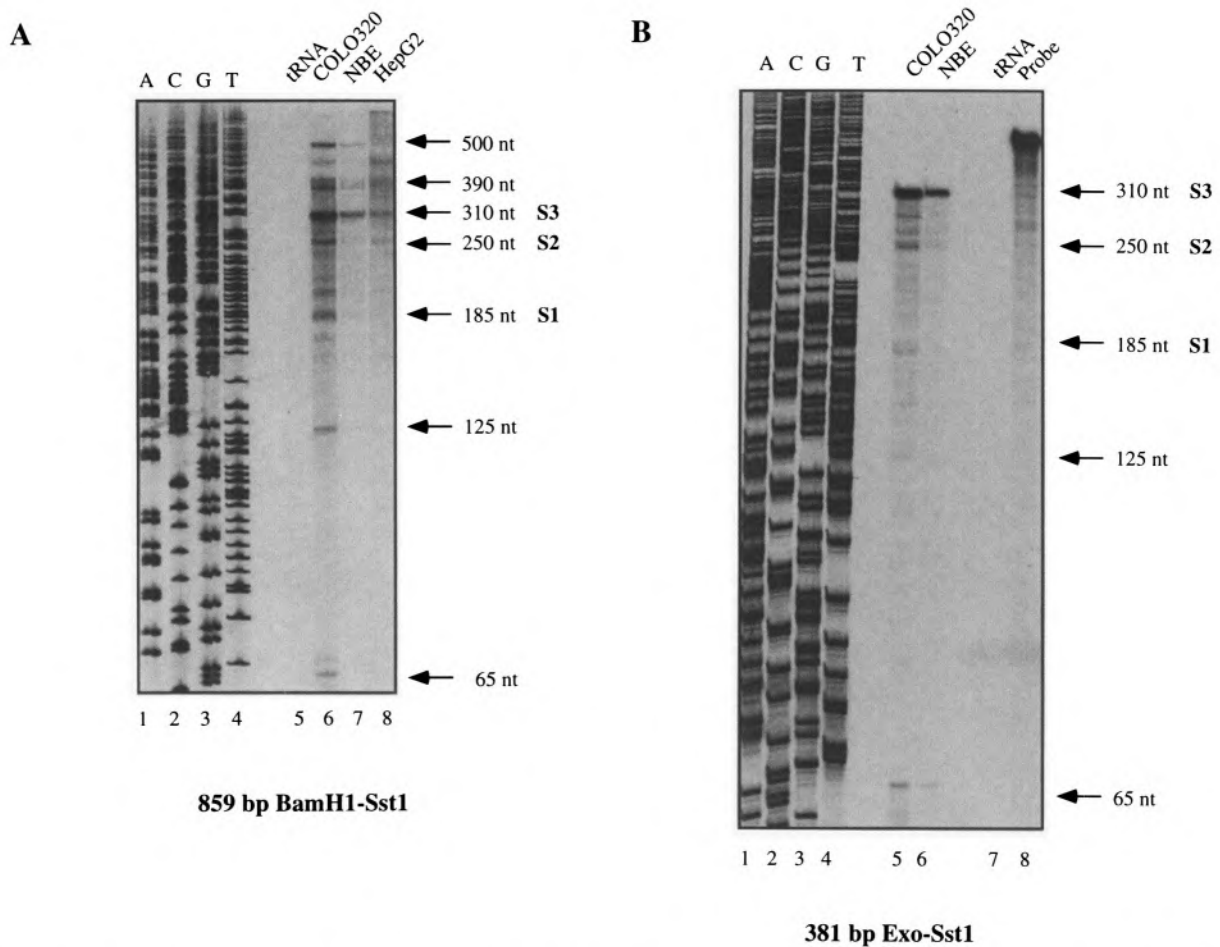 A
A C G T
tRNA
COLO320
NBE
HepG2
500 nt
390 nt
310 nt S3
250 nt S2
185 nt S1
125 nt
65 nt
1 2 3 4 5 6 7 8
859 bp BamH1-Sst1
B
A C G T
COLO320
NBE
tRNA
Probe
310 nt S3
250 nt S2
185 nt S1
125 nt
65 nt
1 2 3 4 5 6 7 8
381 bp Exo-Sst1